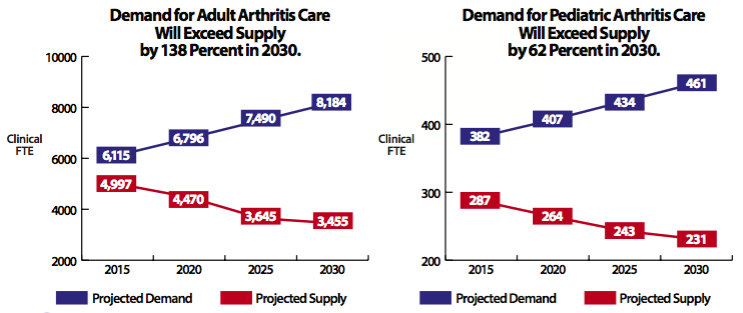 Demand for Adult Arthritis Care
Will Exceed Supply
by 138 Percent in 2030.
10000
8000
6000
4000
2000
Clinical
FTE
6,115
6,796
7,490
8,184
4,997
4,470
3,645
3,455
2015
2020
2025
2030
Projected Demand
Projected Supply
Demand for Pediatric Arthritis Care
Will Exceed Supply
by 62 Percent in 2030.
500
400
300
200
Clinical
FTE
382
407
434
461
287
264
243
231
2015
2020
2025
2030
Projected Demand
Projected Supply